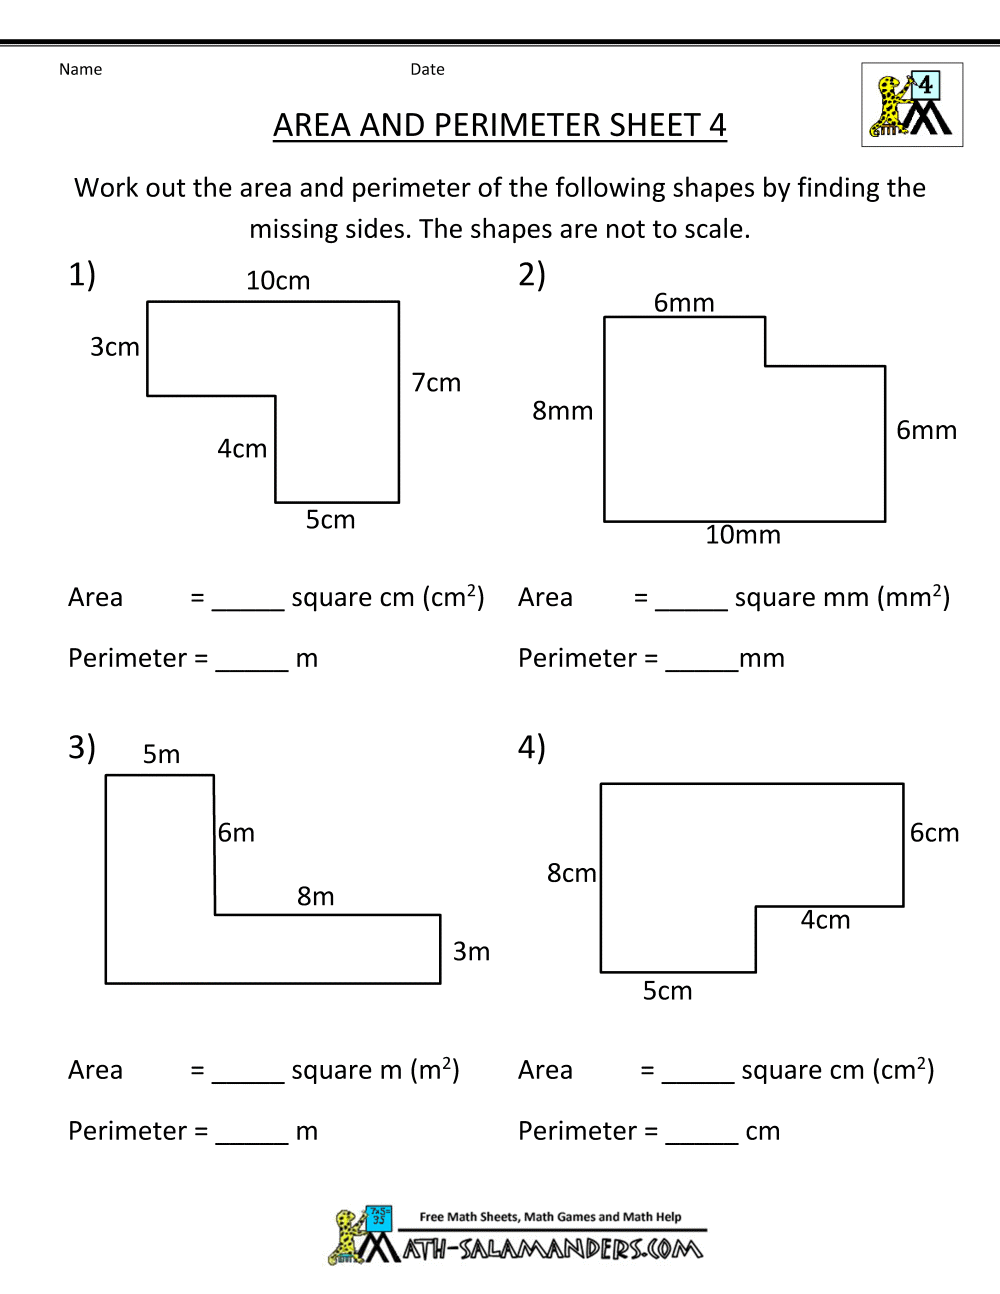 Name Date
4
AREA AND PERIMETER SHEET 4
Work out the area and perimeter of the following shapes by finding the
missing sides. The shapes are not to scale.
1)
10cm
3cm
7cm
4cm
5cm
2)
6mm
8mm
6mm
10mm
Area = _____ square cm (cm²)
Perimeter = _____ m
Area = _____ square mm (mm²)
Perimeter = _____mm
3)
5m
6m
8m
3m
4)
8cm
6cm
4cm
5cm
Area = _____ square m (m²)
Perimeter = _____ m
Area = _____ square cm (cm²)
Perimeter = _____ cm
7x5=
35
Free Math Sheets, Math Games and Math Help
MATH-SALAMANDERS.COM